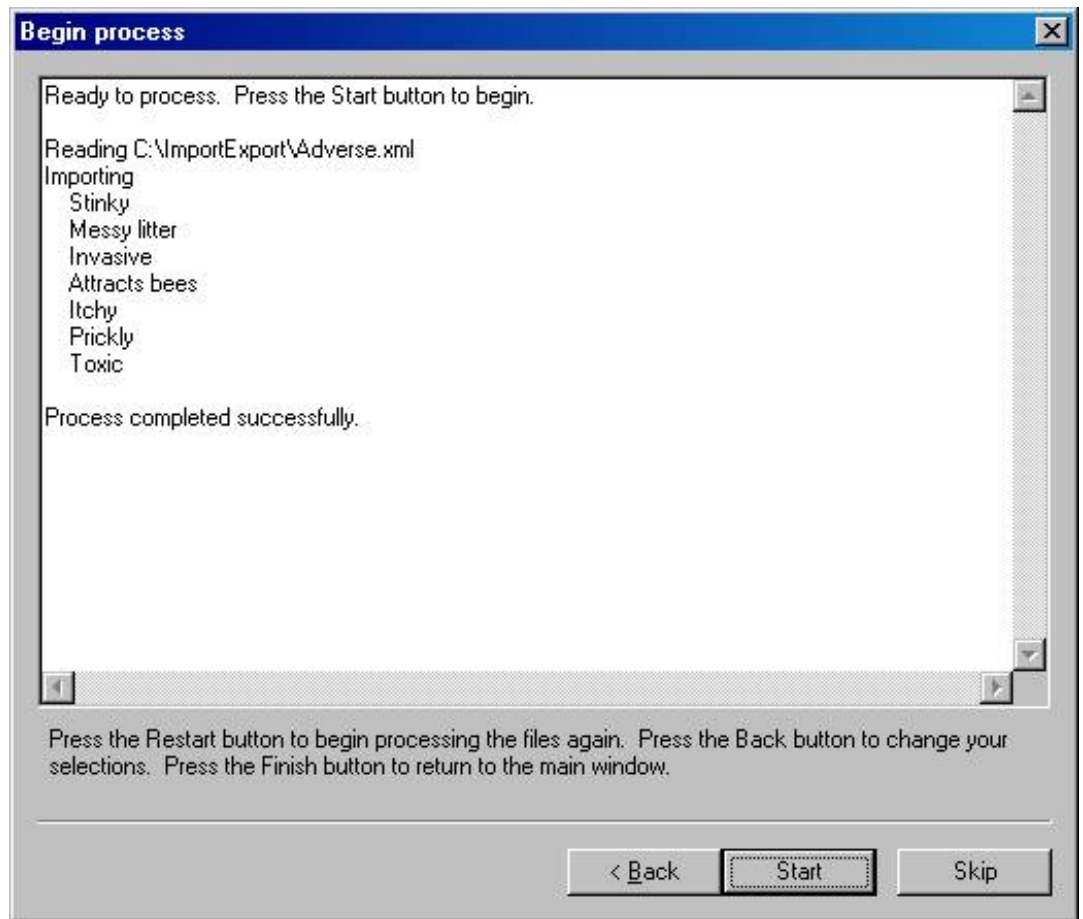 Begin process
Ready to process.  Press the Start button to begin.
Reading C:\ImportExport\Adverse.xml
Importing
Stinky
Messy litter
Invasive
Attracts bees
Itchy
Prickly
Toxic
Process completed successfully.
Press the Restart button to begin processing the files again.  Press the Back button to change your
selections.  Press the Finish button to return to the main window.
< Back Start Skip